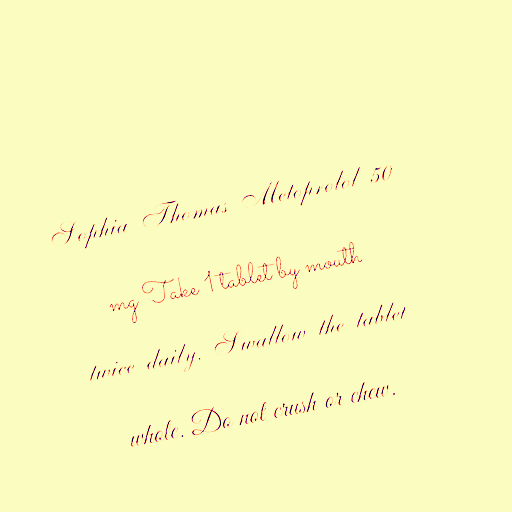 Sophia Thomas Metoprolol 50
mg Take 1 tablet by mouth
twice daily. Swallow the tablet
whole. Do not crush or chew.